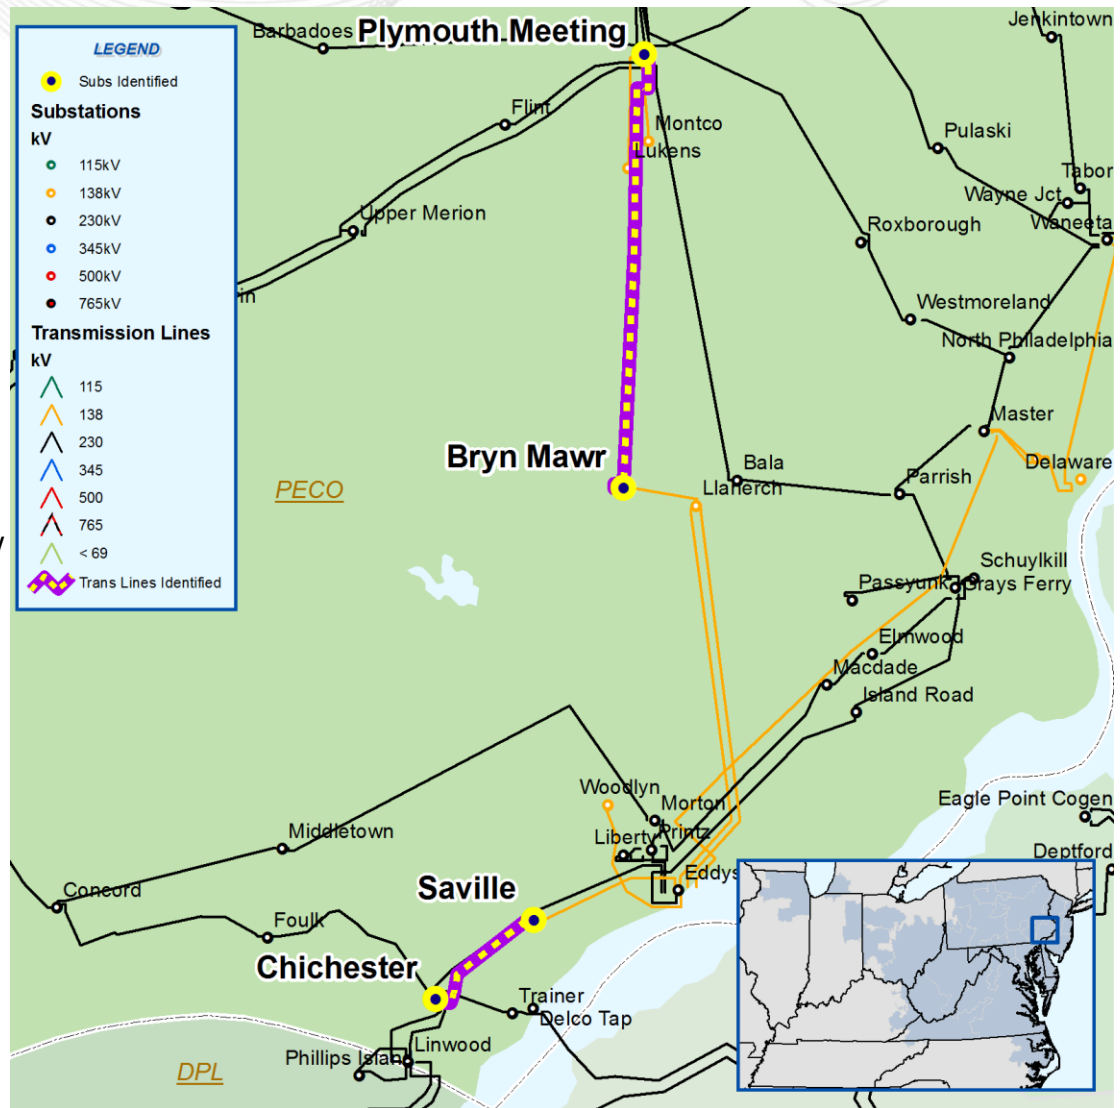 LEGEND
Subs Identified
Substations
kV
115kV
138kV
230kV
345kV
500kV
765kV
Transmission Lines
kV
115
138
230
345
500
765
< 69
Trans Lines Identified
Barbadoes
Plymouth Meeting
Jenkintown
Flint
Montco
Lukens
Pulaski
Tabor
Wayne Jct
Waneeta
Upper Merion
Roxborough
in
Westmoreland
North Philadelphia
Master
Bryn Mawr
Bala
Llanerch
Parrish
Delaware
PECO
Schuylkill
Passyunk
Grays Ferry
Elmwood
Macdade
Island Road
Woodlyn
Morton
Printz
Liberty
Middletown
Eagle Point Cogen
Deptford
Concord
Saville
Eddys
Foulk
Chichester
Trainer
Delco Tap
Linwood
Phillips Island
DPL